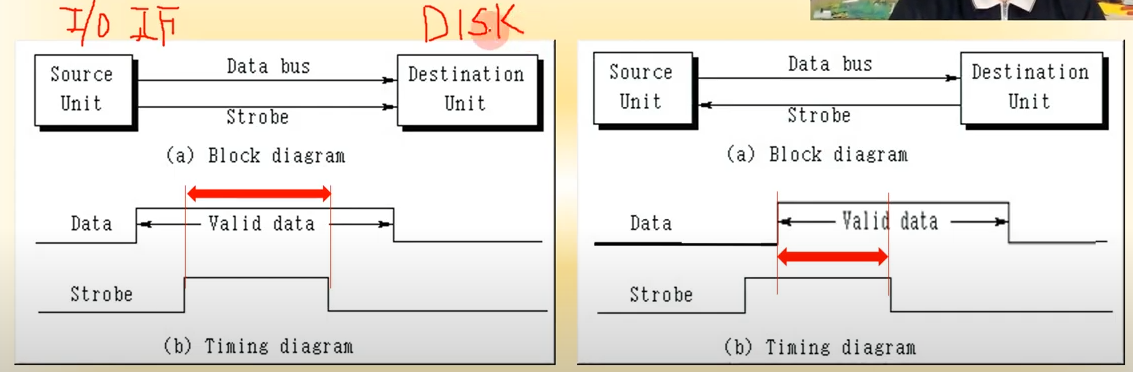 I/O IF
DISK
Source
Unit
Data bus
Strobe
Destination
Unit
(a) Block diagram
Data
Valid data
Strobe
(b) Timing diagram
Source
Unit
Data bus
Strobe
Destination
Unit
(a) Block diagram
Data
Valid data
Strobe
(b) Timing diagram